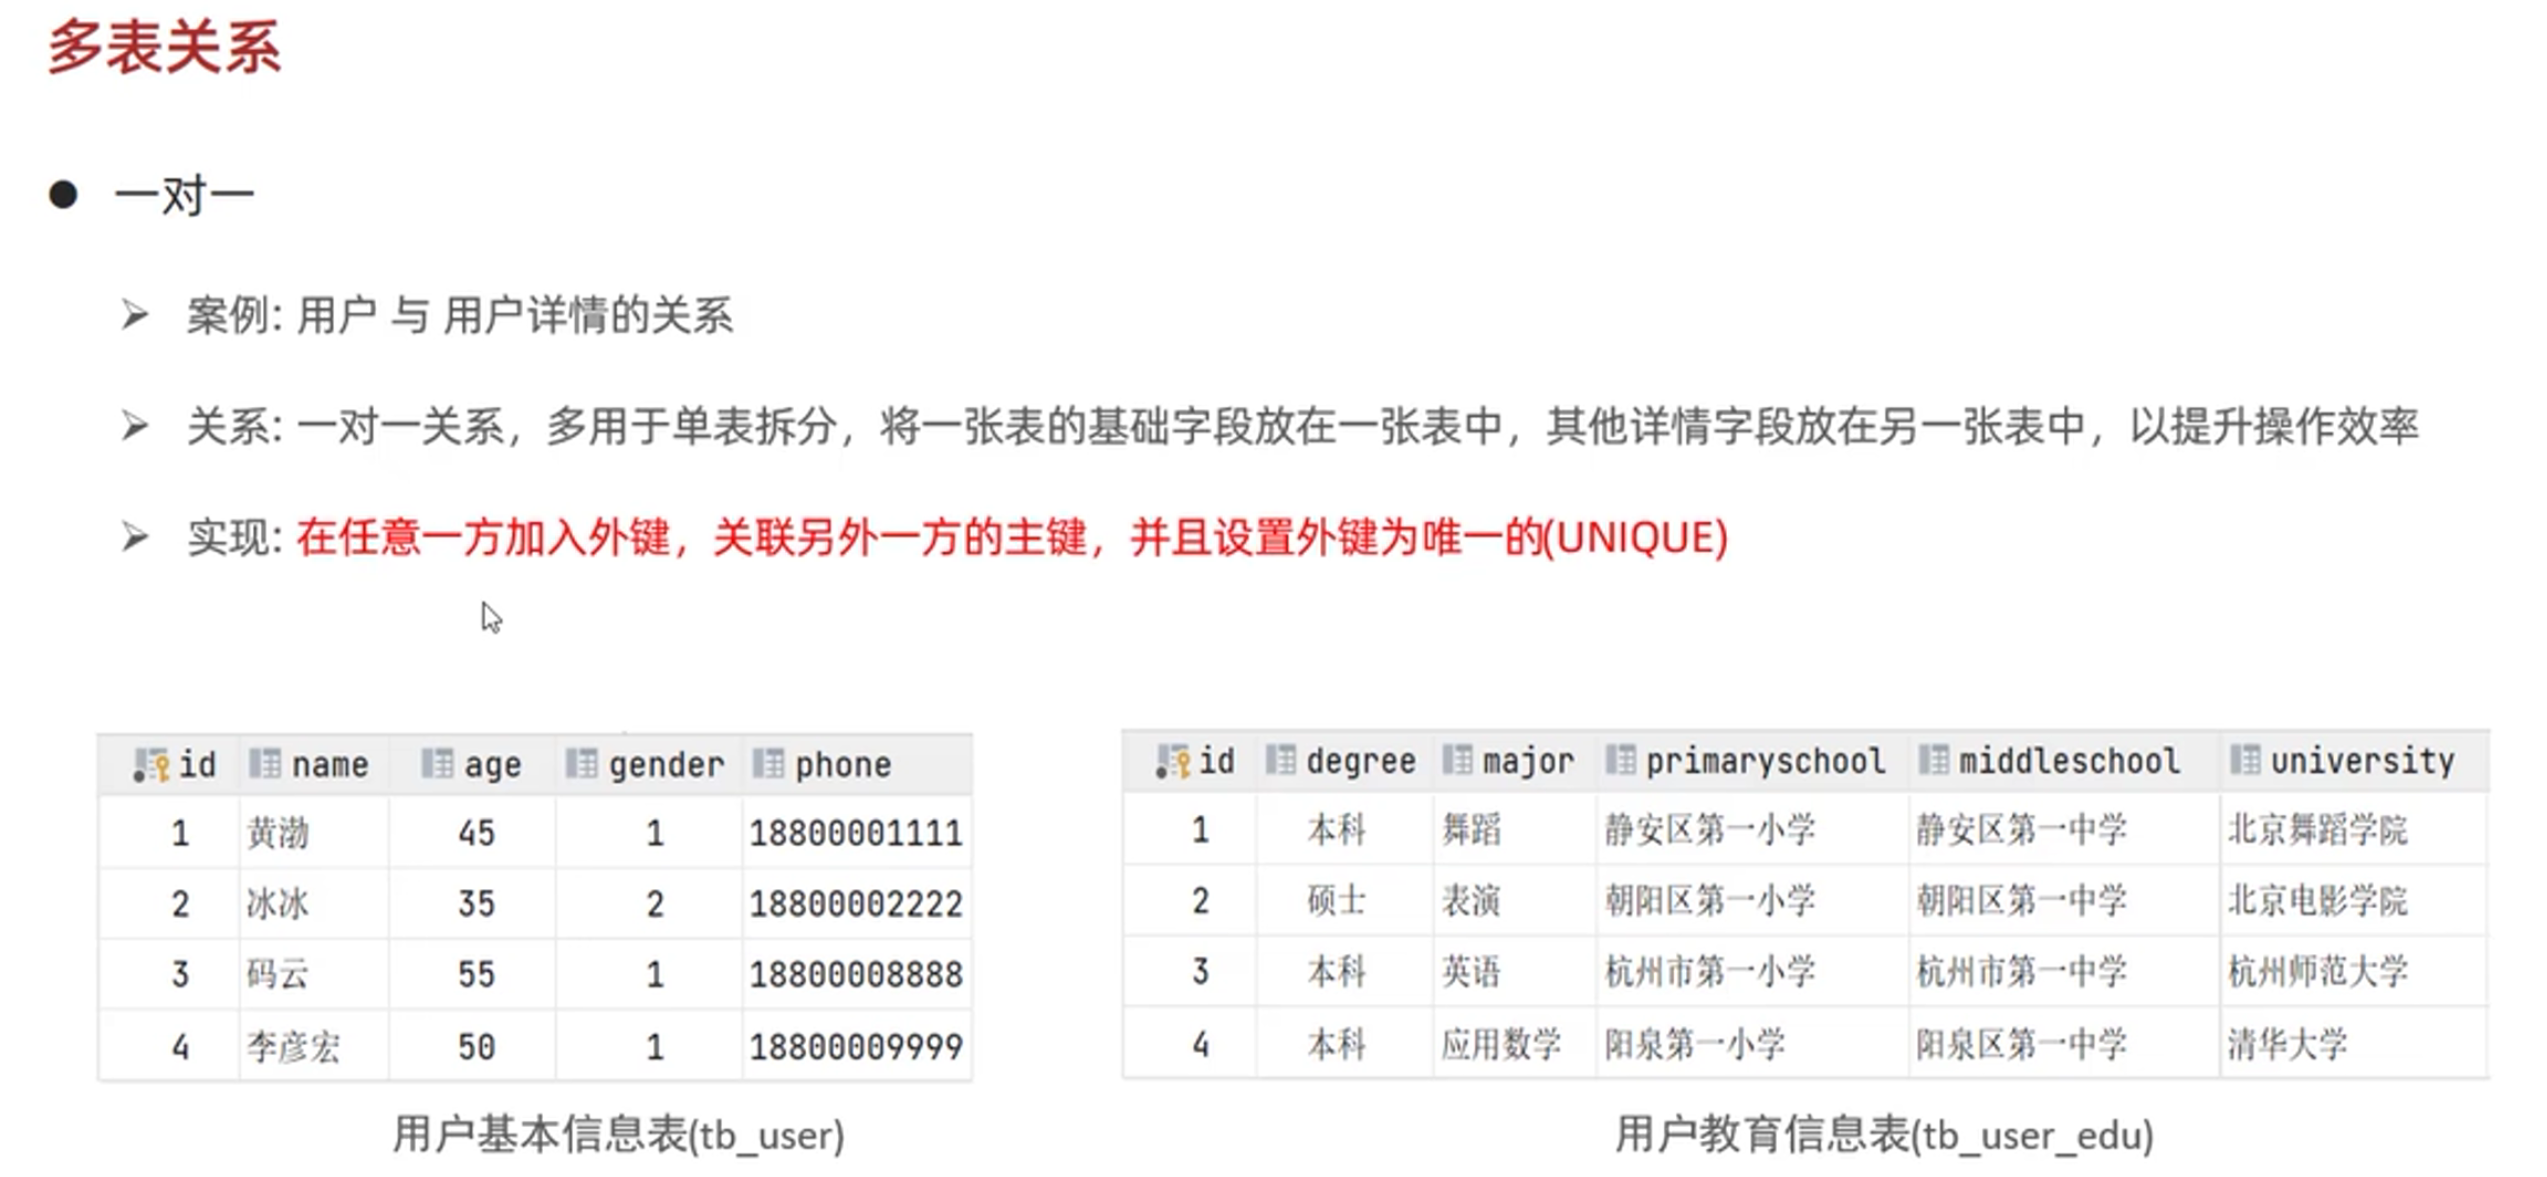 多表关系
● 一对一
➢ 案例: 用户 与 用户详情的关系
➢ 关系: 一对一关系，多用于单表拆分，将一张表的基础字段放在一张表中，其他详情字段放在另一张表中，以提升操作效率
➢ 实现: 在任意一方加入外键，关联另外一方的主键，并且设置外键为唯一的(UNIQUE)
id name age gender phone
1 黄渤 45 1 18800001111
2 冰冰 35 2 18800002222
3 码云 55 1 18800008888
4 李彦宏 50 1 18800009999
用户基本信息表(tb_user)
id degree major primaryschool middleschool university
1 本科 舞蹈 静安区第一小学 静安区第一中学 北京舞蹈学院
2 硕士 表演 朝阳区第一小学 朝阳区第一中学 北京电影学院
3 本科 英语 杭州市第一小学 杭州市第一中学 杭州师范大学
4 本科 应用数学 阳泉第一小学 阳泉区第一中学 清华大学
用户教育信息表(tb_user_edu)